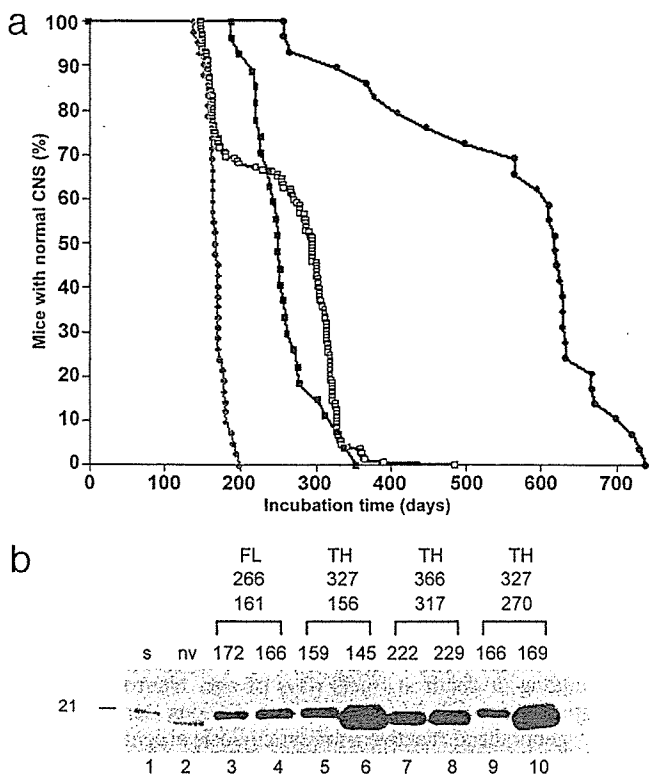 a
100
90
80
70
60
50
40
30
20
10
0
Mice with normal CNS (%)
0 100 200 300 400 500 600 700
Incubation time (days)
b
FL TH TH TH
266 327 366 327
161 156 317 270
s nv 172 166 159 145 222 229 166 169
21
1 2 3 4 5 6 7 8 9 10